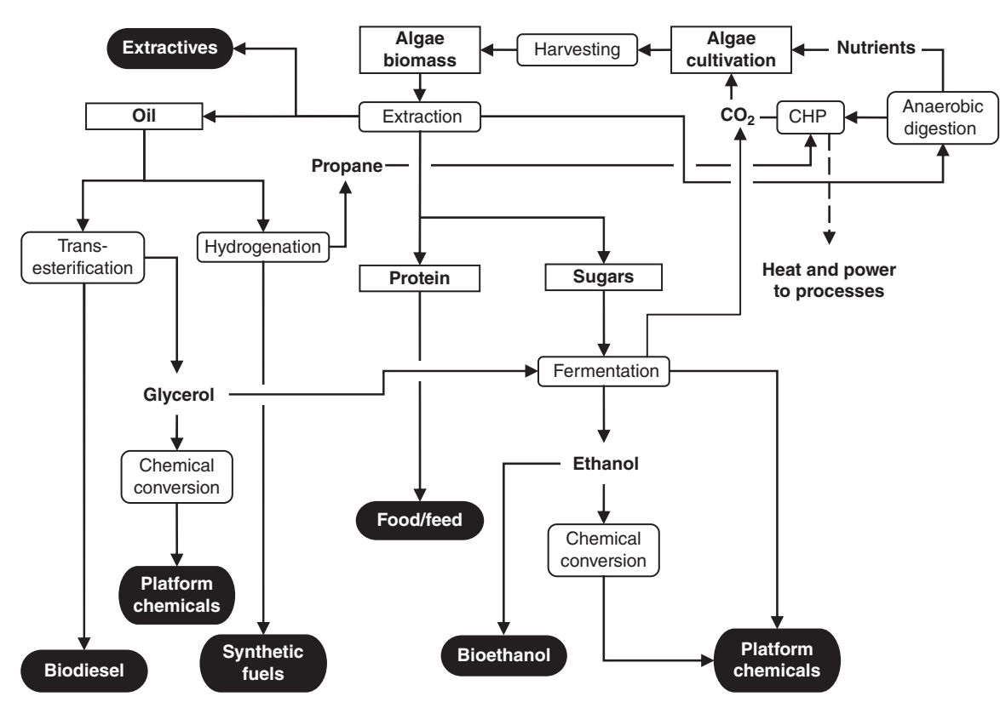 Extractives
Algae
biomass
Harvesting
Algae
cultivation
Nutrients
Oil
Extraction
CO₂
CHP
Anaerobic
digestion
Propane
Trans-
esterification
Hydrogenation
Protein
Sugars
Heat and power
to processes
Glycerol
Fermentation
Chemical
conversion
Ethanol
Food/feed
Chemical
conversion
Platform
chemicals
Biodiesel
Synthetic
fuels
Bioethanol
Platform
chemicals